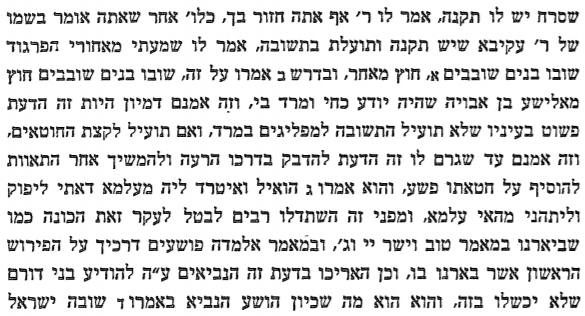 שסרח יש לו תקנה, אמר לו ר׳ אף אתה חזור בך, כלו׳ אחר שאתה אומר בשמו
של ר׳ עקיבא שיש תקנה ותועלת בתשובה, אמר לו שמעתי מאחורי הפרגוד
שובו בנים שובבים א, חוץ מאחר, ובדרש ב אמרו על זה, שובו בנים שובבים חוץ
מאלישע בן אבויה שהיה יודע כחי ומרד בי, וזה אמנם דמיון היות זה הדעת
פשוט בעיניו שלא תועיל התשובה למפליגים במרד, ואם תועיל לקצת החוטאים,
וזה אמנם עד שגרם לו זה הדעת להדבק בדרכו הרעה ולהמשיך אחר התאוות
להוסיף על חטאתו פשע, והוא אמרו ג הואיל ואיטרד ליה מעלמא דאתי ליפוק
וליתהני מהאי עלמא, ומפני זה השתדלו רבים לבטל לעקר זאת הכונה כמו
שביארנו במאמר טוב וישר יי וג׳, ובמאמר אלמדה פושעים דרכיך על הפירוש
הראשון אשר בארנו בו, וכן האריכו בדעת זה הנביאים ע״ה להודיע בני דורם
שלא יכשלו בזה, והוא הוא מה שכיון הושע הנביא באמרו ד שובה ישראל